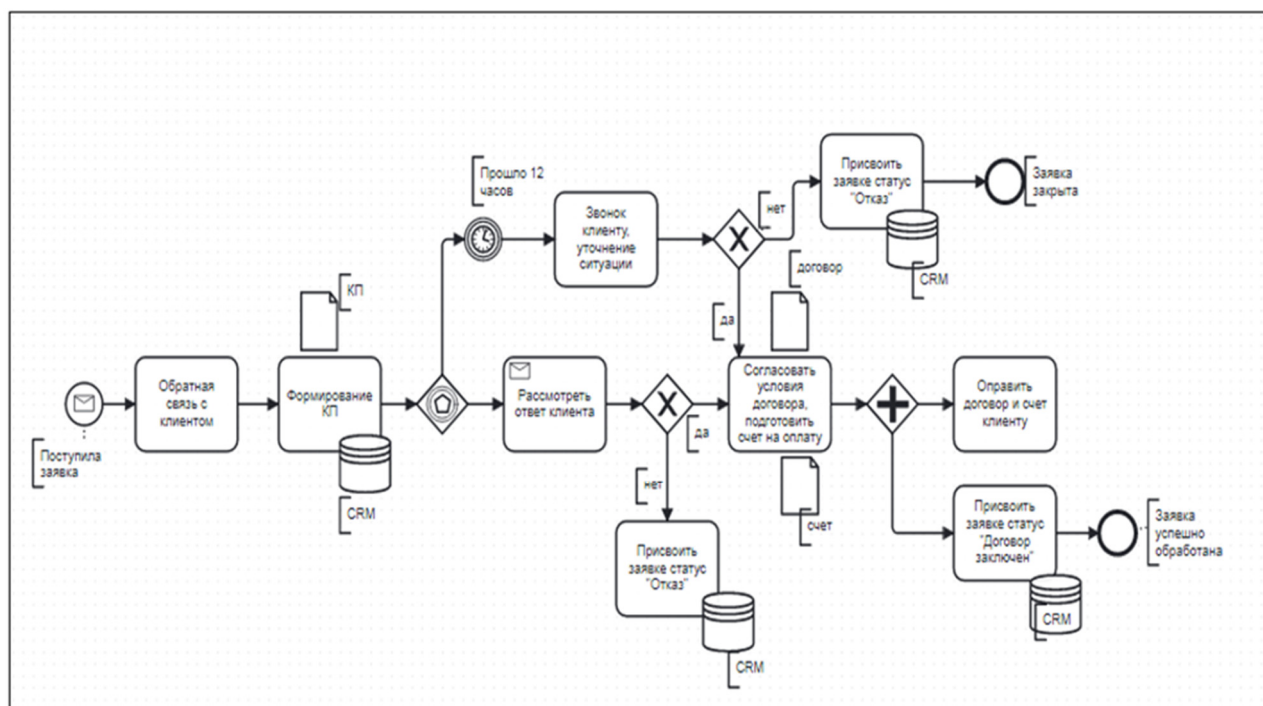 Прошло 12
часов
Звонок
клиенту,
уточнение
ситуации
нет
Присвоить
заявке статус
"Отказ"
CRM
Заявка
закрыта
КП
да
договор
Поступила
заявка
Обратная
связь с
клиентом
Формирование
КП
CRM
Рассмотреть
ответ клиента
да
нет
Согласовать
условия
договора,
подготовить
счет на оплату
счет
Оправить
договор и счет
клиенту
Присвоить
заявке статус
"Отказ"
CRM
Присвоить
заявке статус
"Договор
заключен"
CRM
Заявка
успешно
обработана